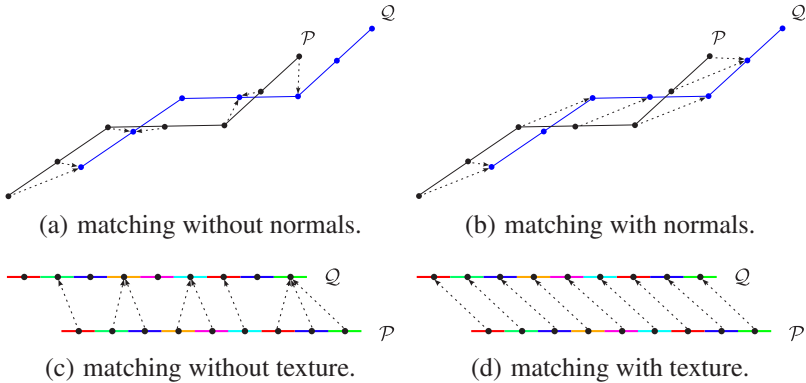 𝒬
𝒫
𝒬
𝒫
(a) matching without normals.
(b) matching with normals.
𝒬
𝒬
𝒫
𝒫
(c) matching without texture.
(d) matching with texture.